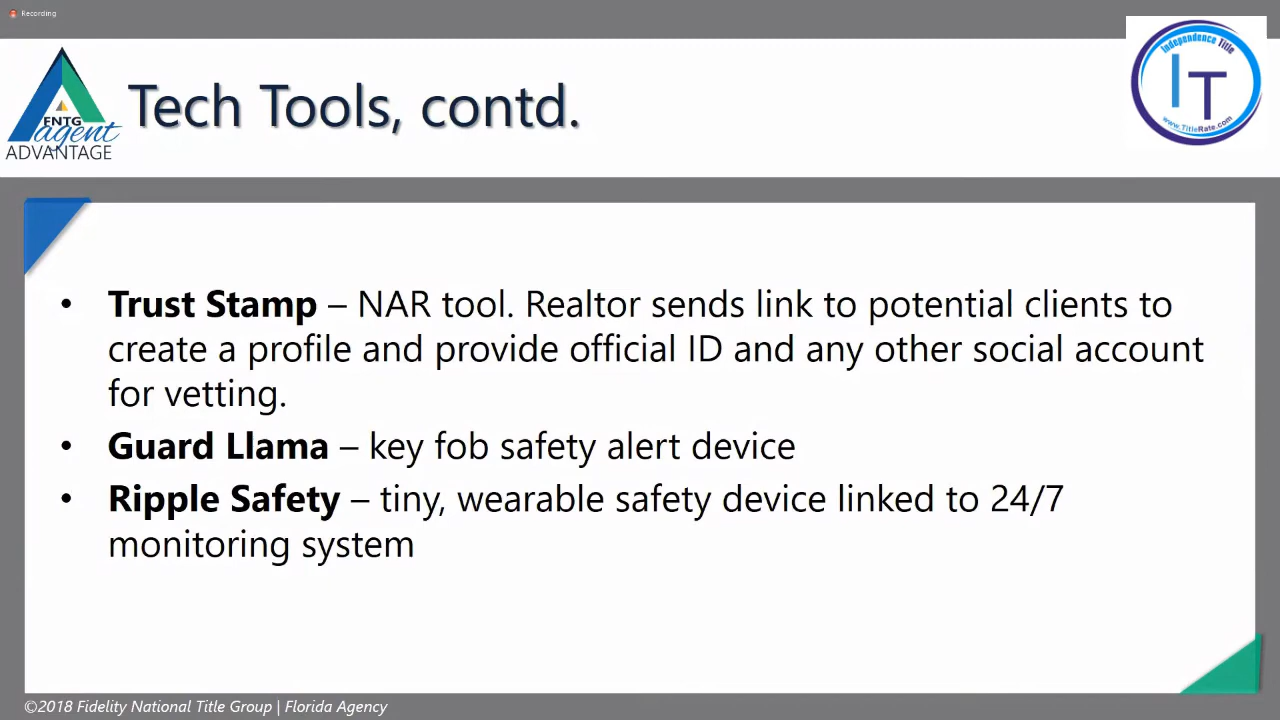 Recording
Tech Tools, contd.
FNTG
agent
ADVANTAGE
Independence Title
IT
www.TitleRate.com
• Trust Stamp – NAR tool. Realtor sends link to potential clients to
create a profile and provide official ID and any other social account
for vetting.
• Guard Llama – key fob safety alert device
• Ripple Safety – tiny, wearable safety device linked to 24/7
monitoring system
©2018 Fidelity National Title Group | Florida Agency